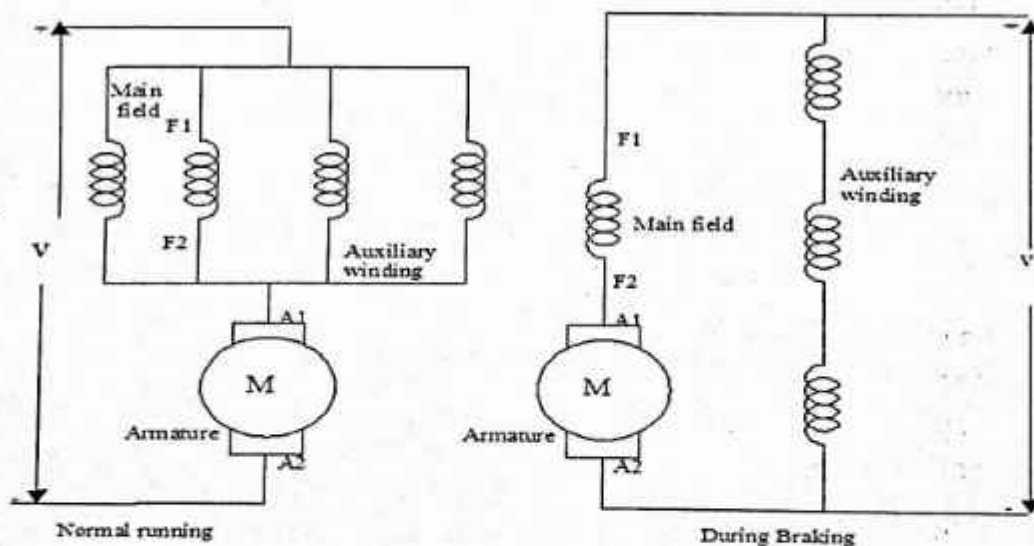 +
Main
field
F1
F2
V
Auxiliary
winding
A1
M
Armature
A2
-
Normal running
F1
Main field
F2
Auxiliary
winding
V
A1
M
Armature
A2
During Braking